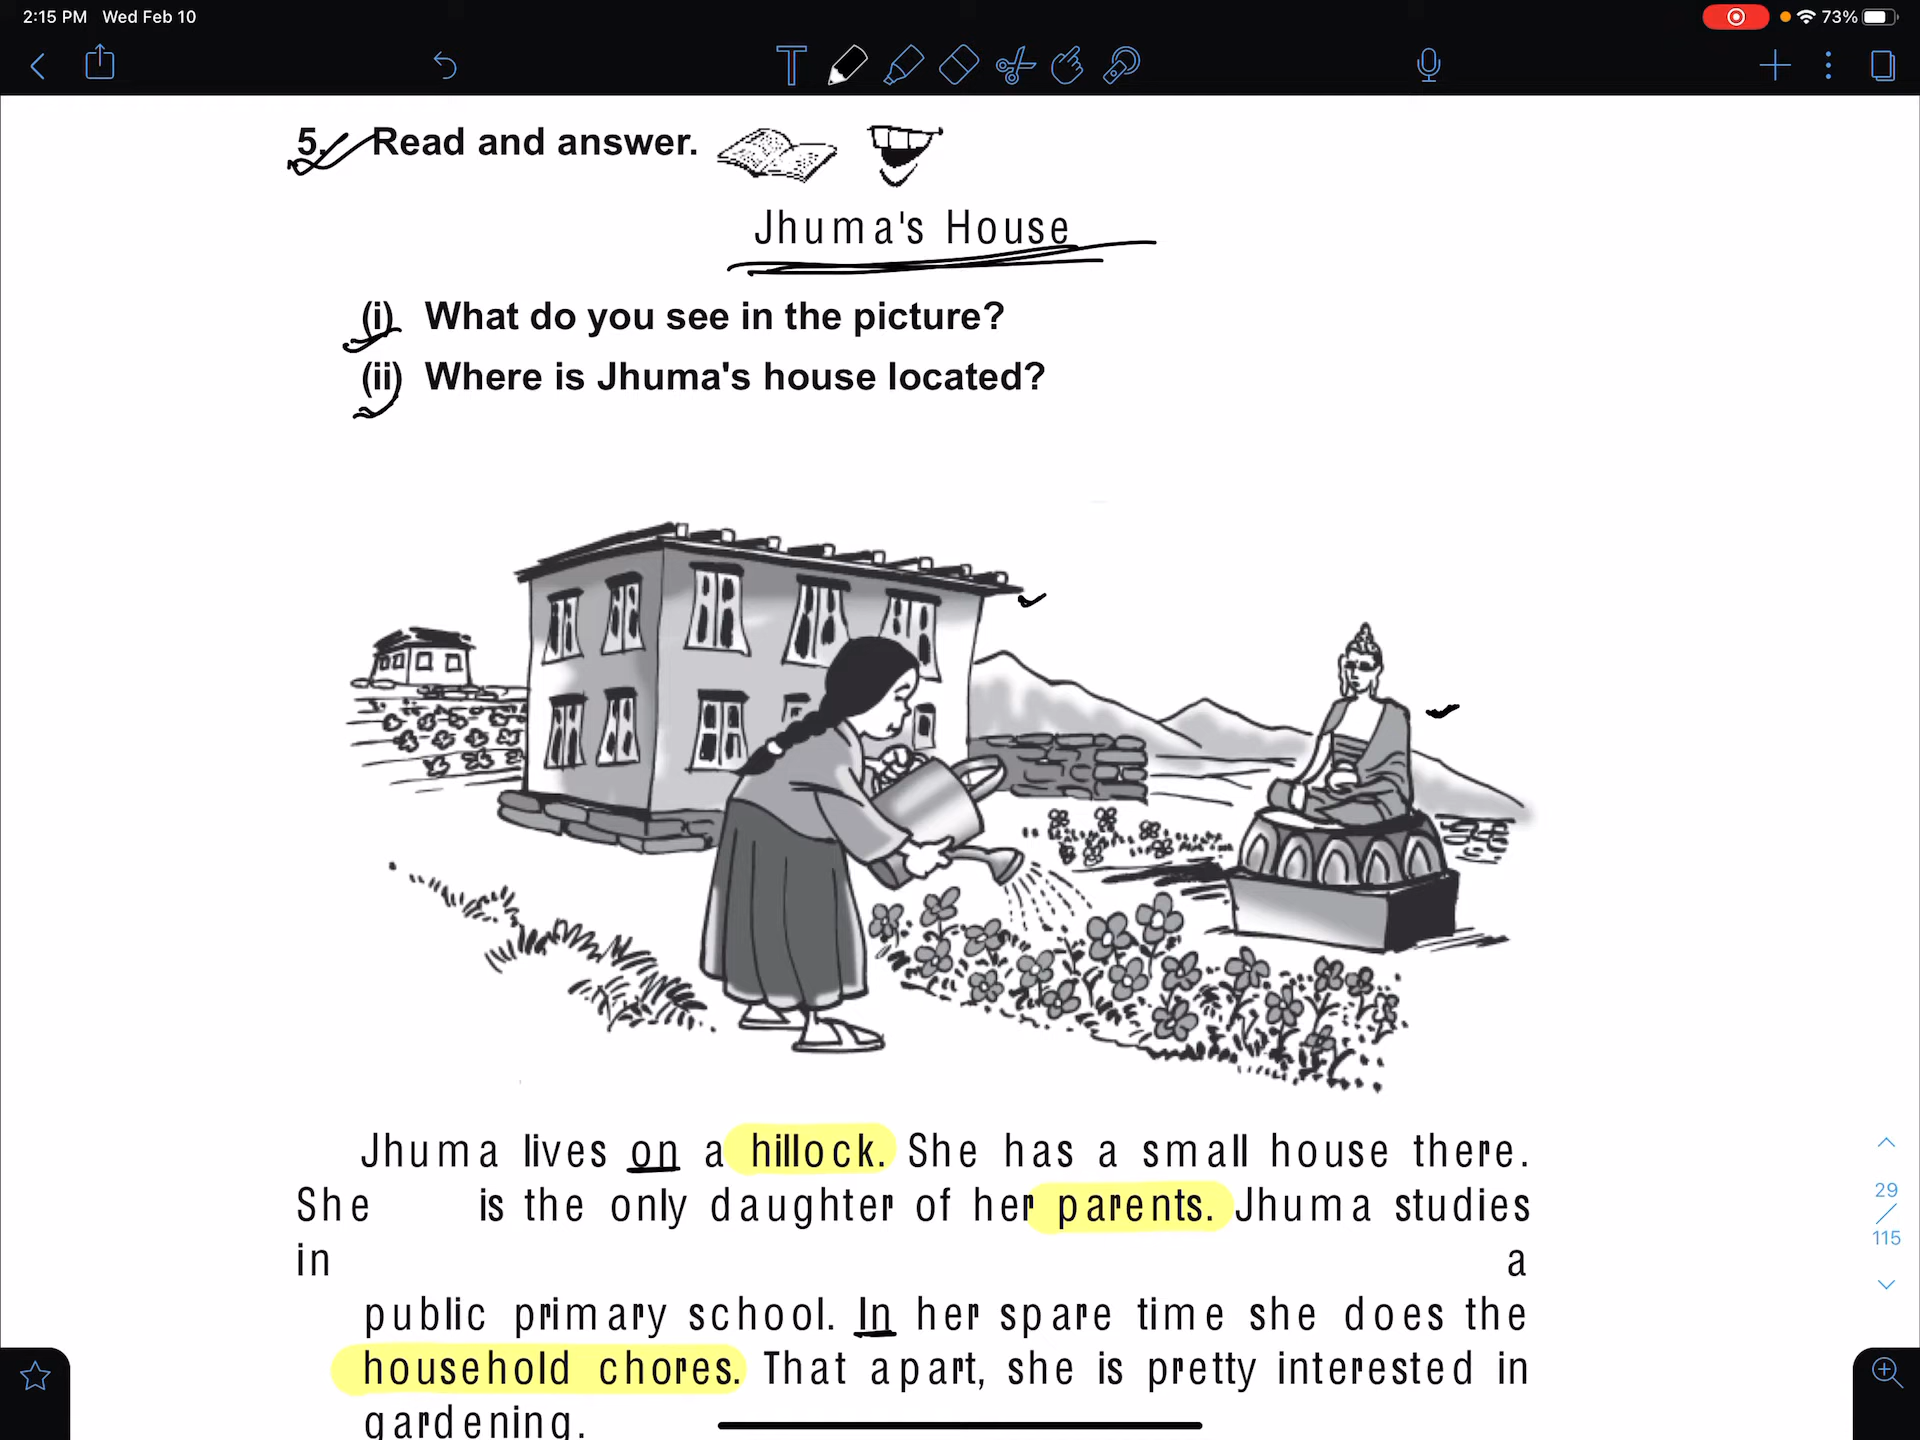 2:15 PM Wed Feb 10
73%
5. Read and answer.
Jhuma's House
(i) What do you see in the picture?
(ii) Where is Jhuma's house located?
Jhuma lives on a hillock. She has a small house there.
She is the only daughter of her parents. Jhuma studies
in a
public primary school. In her spare time she does the
household chores. That apart, she is pretty interested in
gardening.
29
115